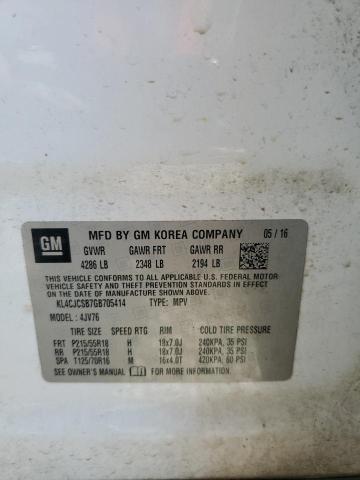 GM
MFD BY GM KOREA COMPANY 05 / 16
GVWR GAWR FRT GAWR RR
4286 LB 2348 LB 2194 LB
THIS VEHICLE CONFORMS TO ALL APPLICABLE U.S. FEDERAL MOTOR
VEHICLE SAFETY AND THEFT PREVENTION STANDARDS IN EFFECT ON
THE DATE OF MANUFACTURE SHOWN ABOVE.
KL4CJCSB7GB705414 TYPE: MPV
MODEL: 4JV76
TIRE SIZE SPEED RTG RIM COLD TIRE PRESSURE
FRT P215/55R18 H 18x7.0J 240KPA, 35 PSI
RR P215/55R18 H 18x7.0J 240KPA, 35 PSI
SPA T125/70R16 M 16x4.0T 420KPA, 60 PSI
SEE OWNER'S MANUAL FOR MORE INFORMATION